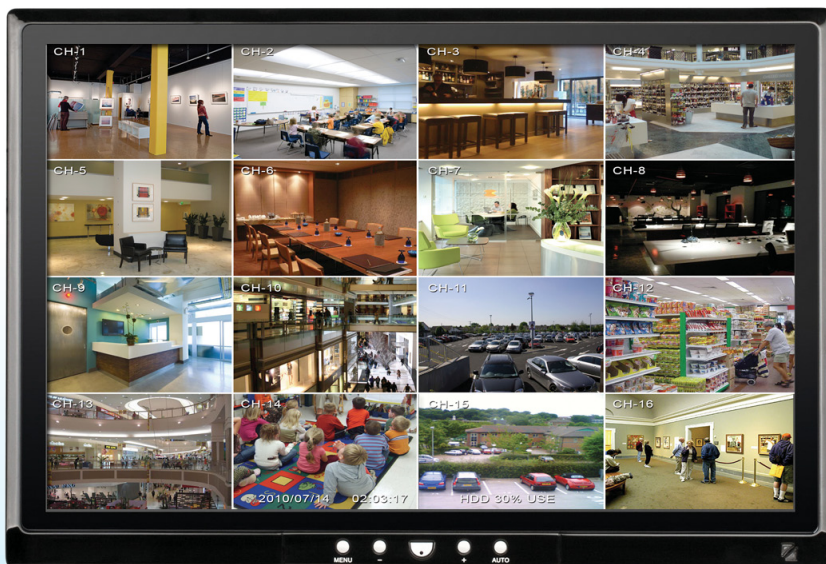 CH-1 CH-2 CH-3 CH-4
CH-5 CH-6 CH-7 CH-8
CH-9 CH-10 CH-11 CH-12
CH-13 CH-14 CH-15 CH-16
2010/07/14 02:03:17 HDD 30% USE
MENU − + AUTO